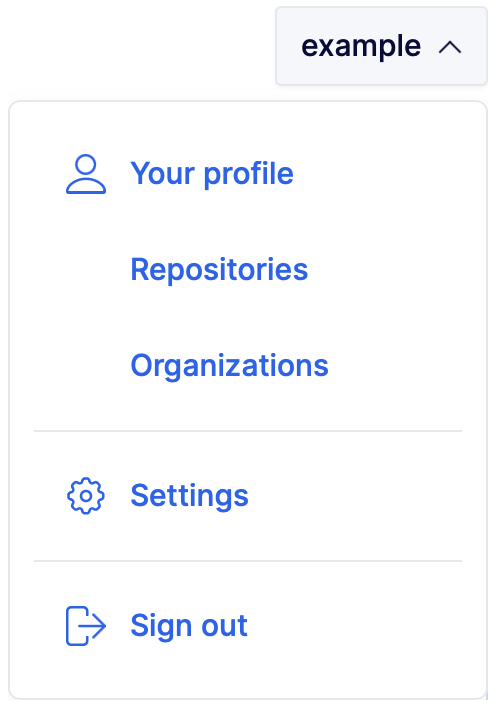 example
Your profile
Repositories
Organizations
Settings
Sign out